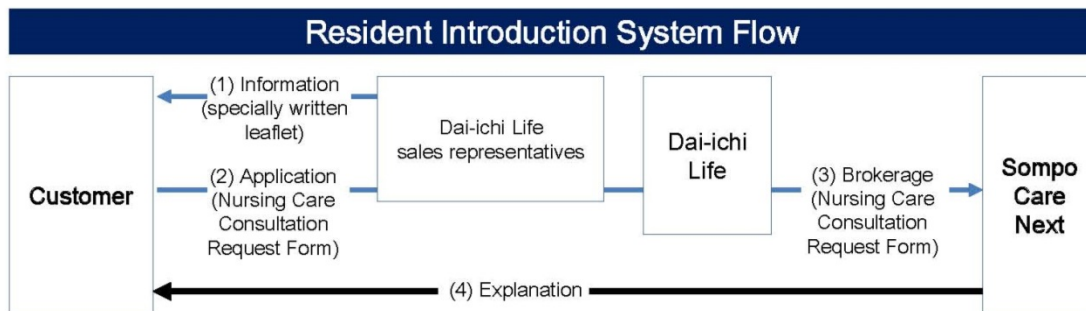 Resident Introduction System Flow
(1) Information
(specially written
leaflet)
Dai-ichi Life
sales representatives
Dai-ichi
Life
Customer
(2) Application
(Nursing Care
Consultation
Request Form)
(3) Brokerage
(Nursing Care
Consultation
Request Form)
Sompo
Care
Next
(4) Explanation